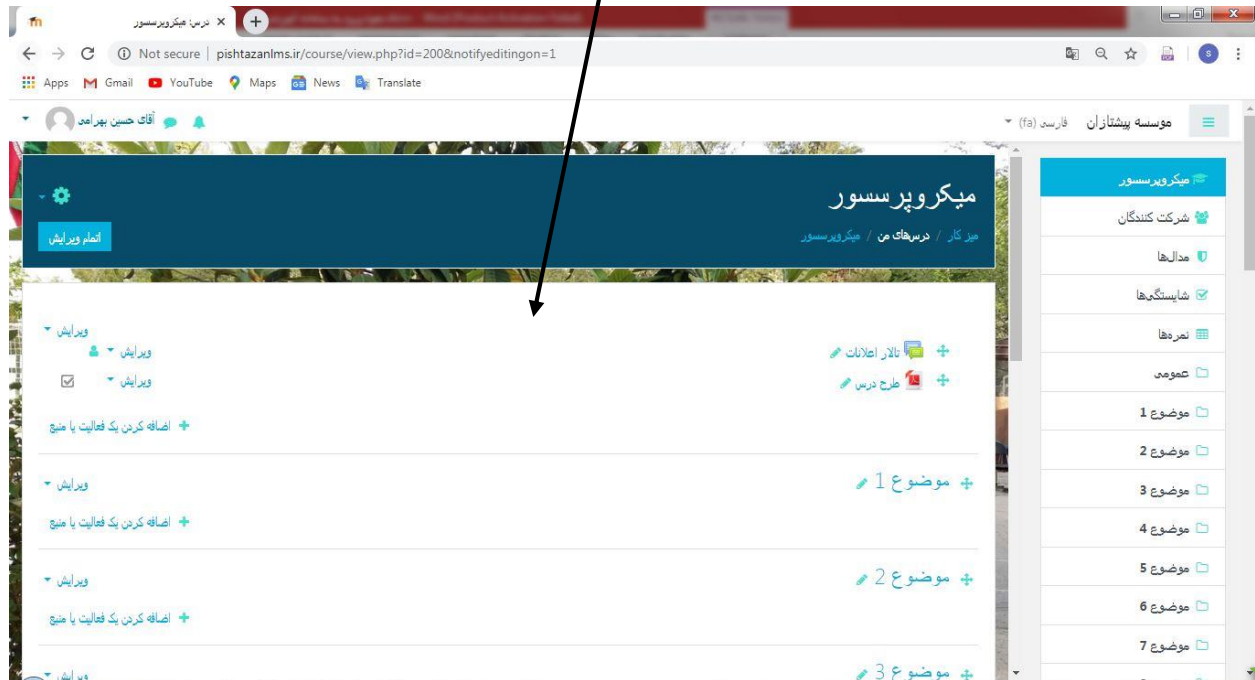 درس: میکروپرسسور
Not secure | pishtazanlms.ir/course/view.php?id=200&notifyeditingon=1
Apps Gmail YouTube Maps News Translate
موسسه پیشتازان فارسی (fa) آقای حسین بهرامی
S
میکروپرسسور
شرکت کنندگان
مدال‌ها
شایستگی‌ها
نمره‌ها
عمومی
موضوع 1
موضوع 2
موضوع 3
موضوع 4
موضوع 5
موضوع 6
موضوع 7
میکروپرسسور
میز کار / درس‌های من / میکروپرسسور
اتمام ویرایش
ویرایش
تالار اعلانات ویرایش
طرح درس ویرایش
اضافه کردن یک فعالیت یا منبع
موضوع 1 ویرایش
اضافه کردن یک فعالیت یا منبع
موضوع 2 ویرایش
اضافه کردن یک فعالیت یا منبع
موضوع 3 ویرایش